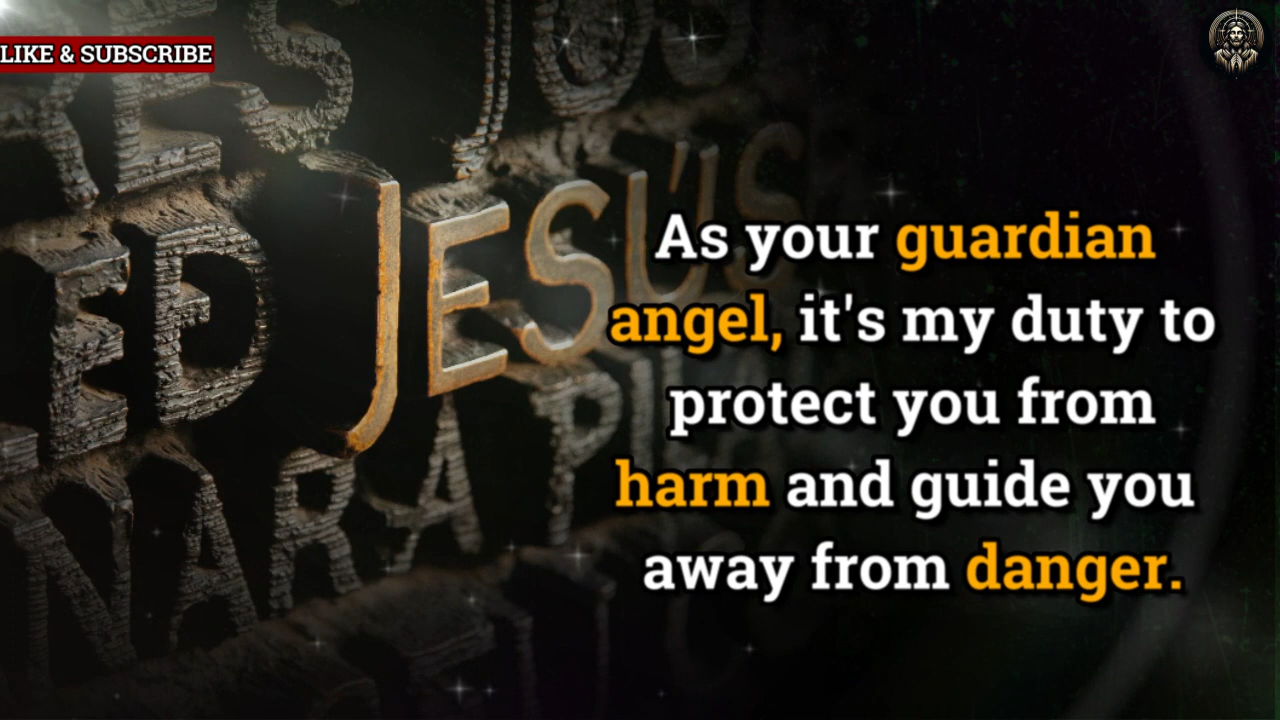 LIKE & SUBSCRIBE
JESUS
As your guardian
angel, it's my duty to
protect you from
harm and guide you
away from danger.